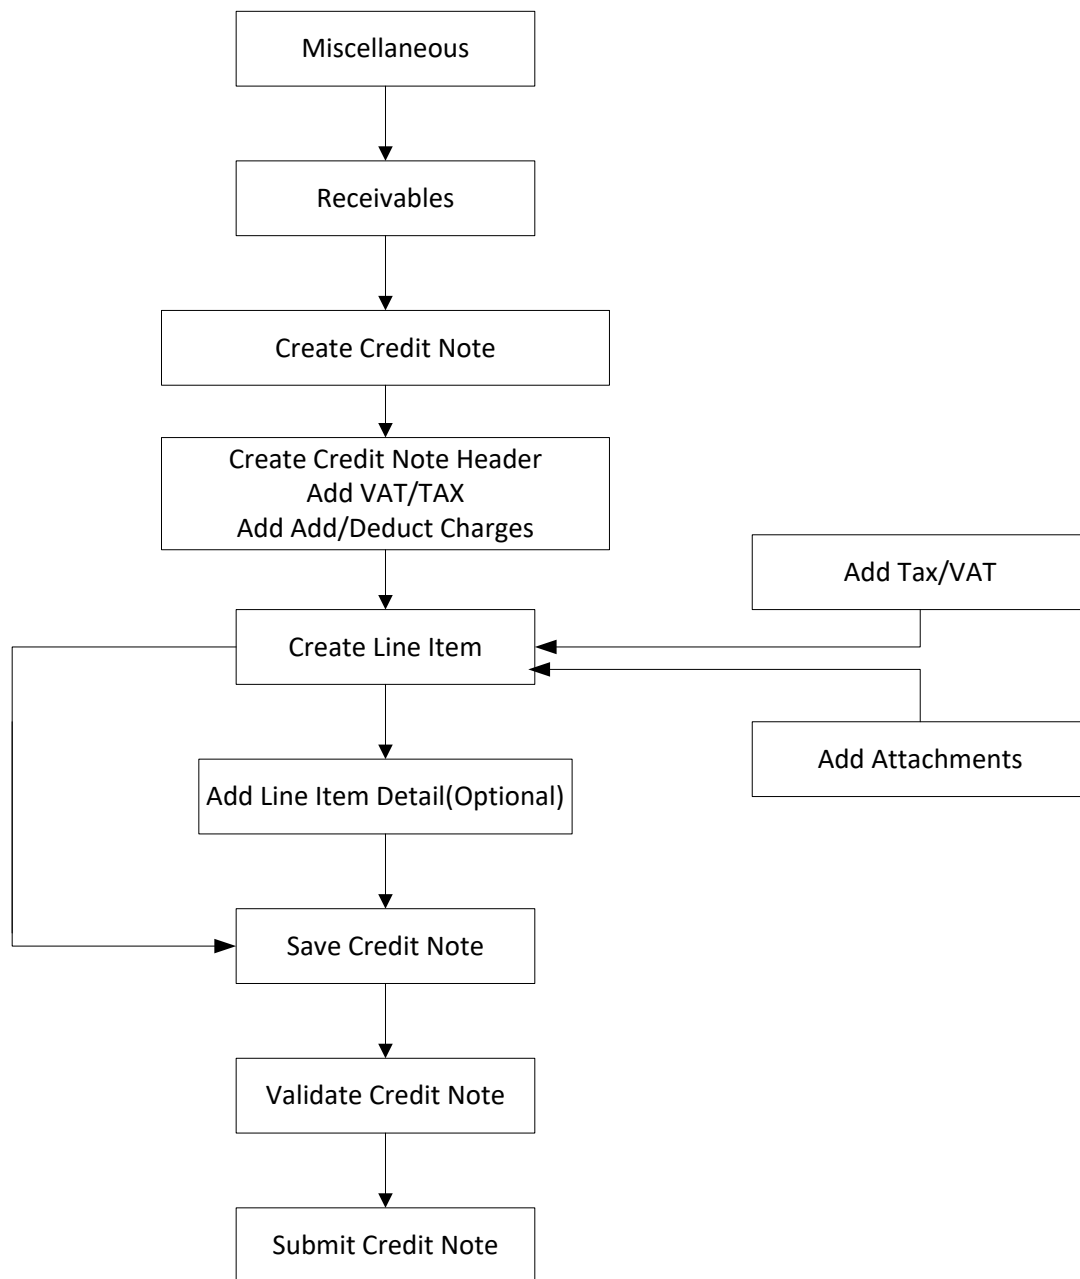 Miscellaneous
Receivables
Create Credit Note
Create Credit Note Header
Add VAT/TAX
Add Add/Deduct Charges
Add Tax/VAT
Create Line Item
Add Attachments
Add Line Item Detail(Optional)
Save Credit Note
Validate Credit Note
Submit Credit Note